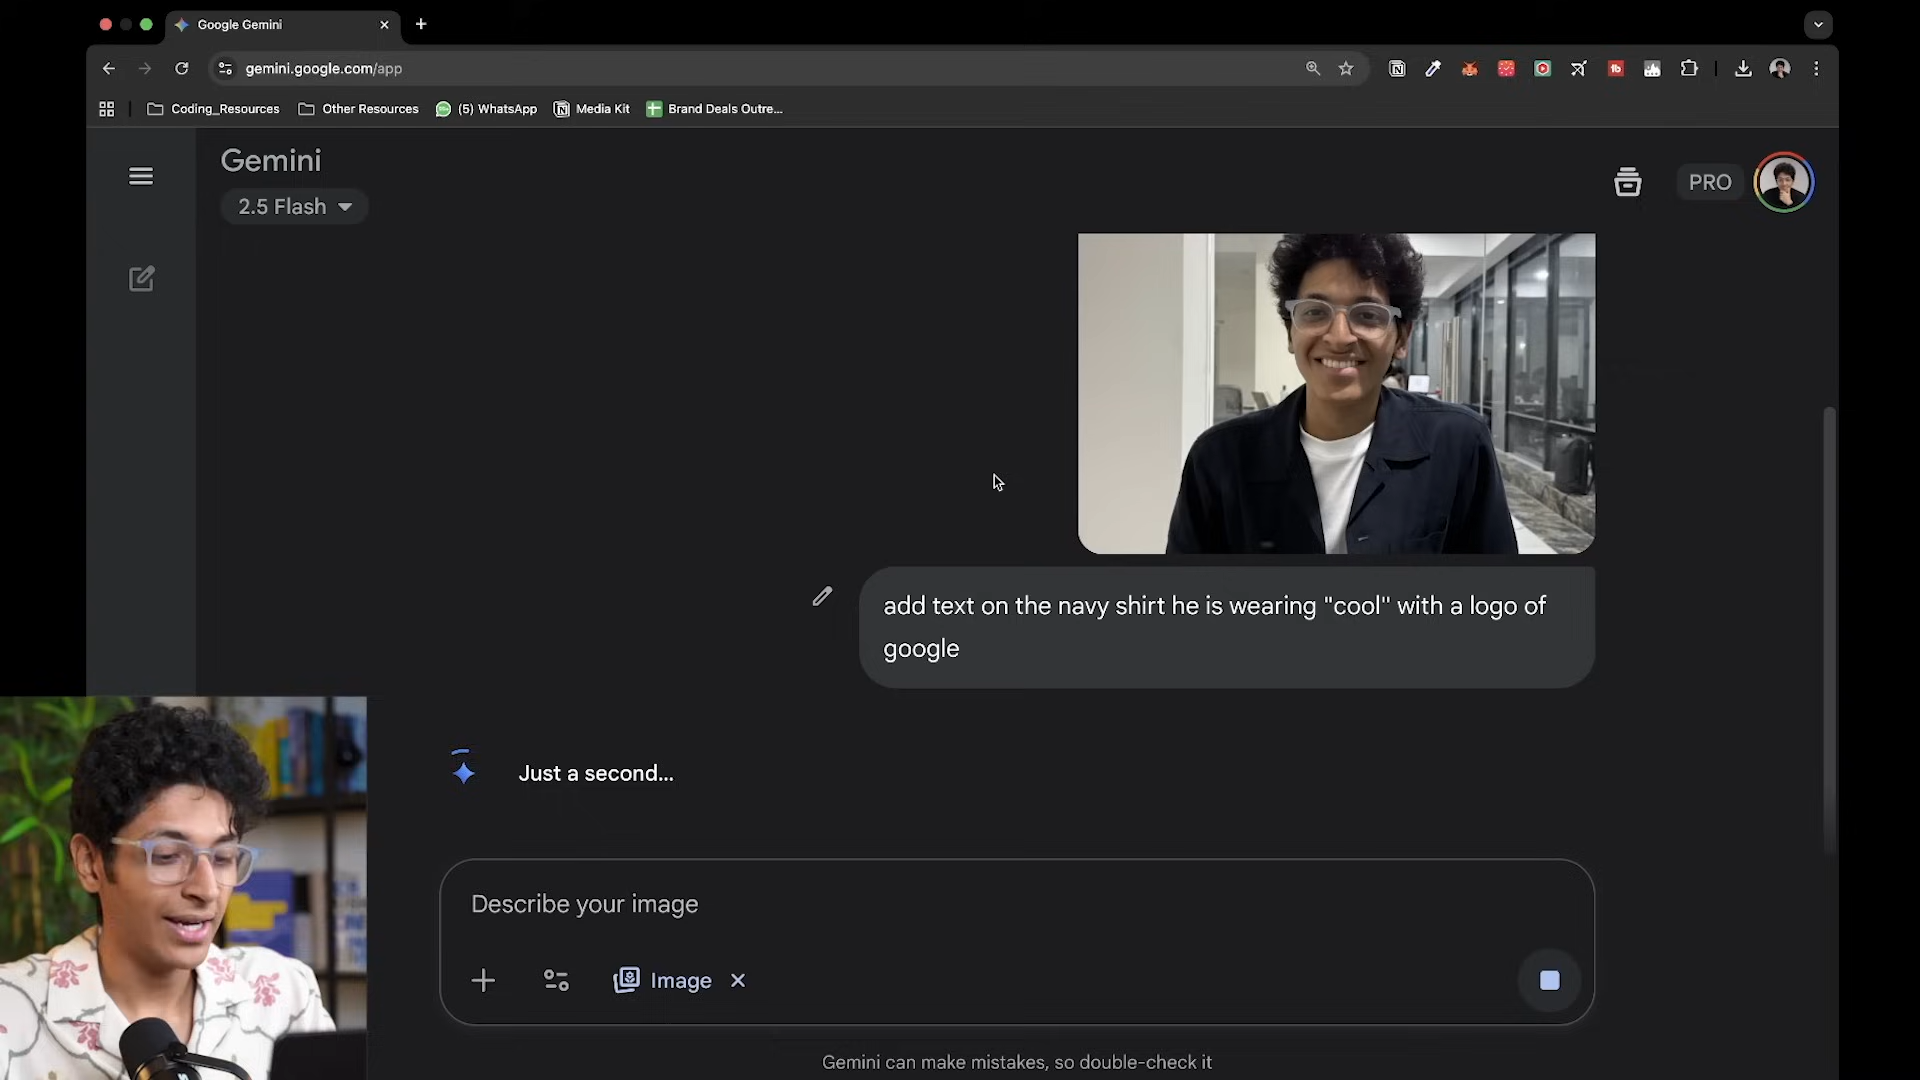 Google Gemini
gemini.google.com/app
Coding_Resources
Other Resources
(5) WhatsApp
Media Kit
Brand Deals Outre...
Gemini
2.5 Flash
PRO
add text on the navy shirt he is wearing "cool" with a logo of
google
Just a second...
Describe your image
Image
Gemini can make mistakes, so double-check it